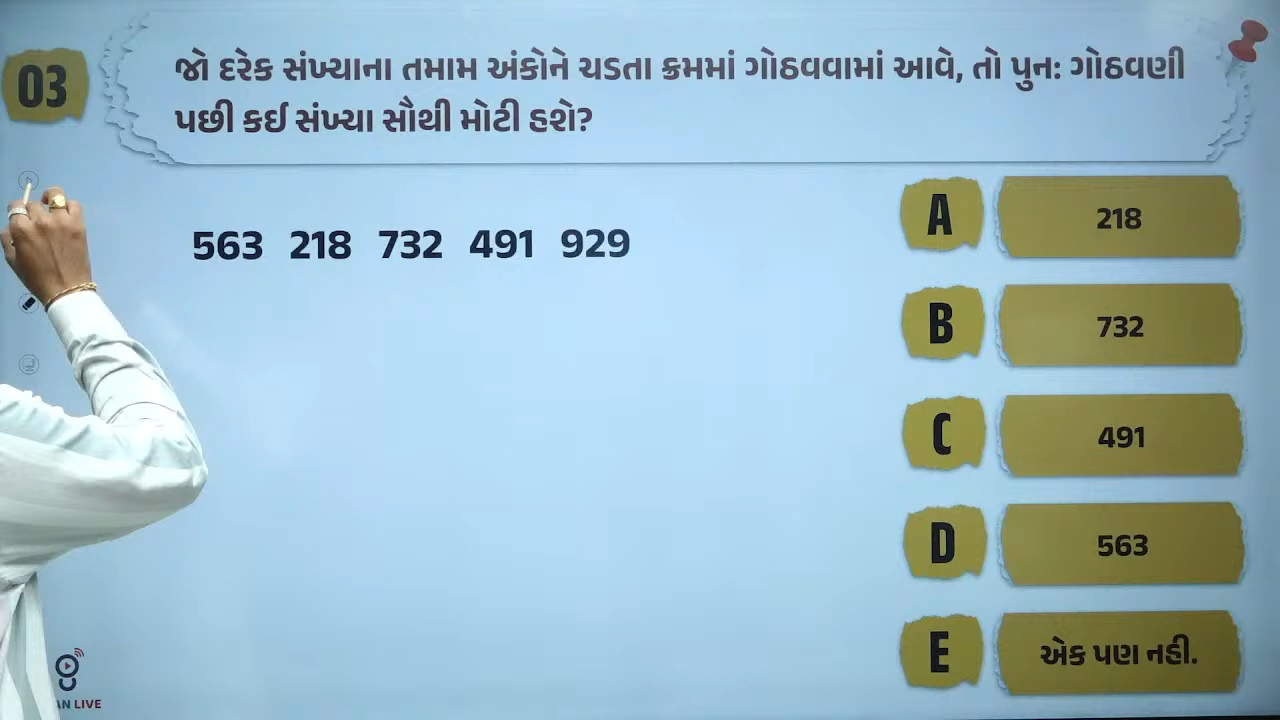 03
જો દરેક સંખ્યાના તમામ અંકોને ચડતા ક્રમમાં ગોઠવવામાં આવે, તો પુન: ગોઠવણી
પછી કઈ સંખ્યા સૌથી મોટી હશે?
563 218 732 491 929
A 218
B 732
C 491
D 563
E એક પણ નહી.
LIVE